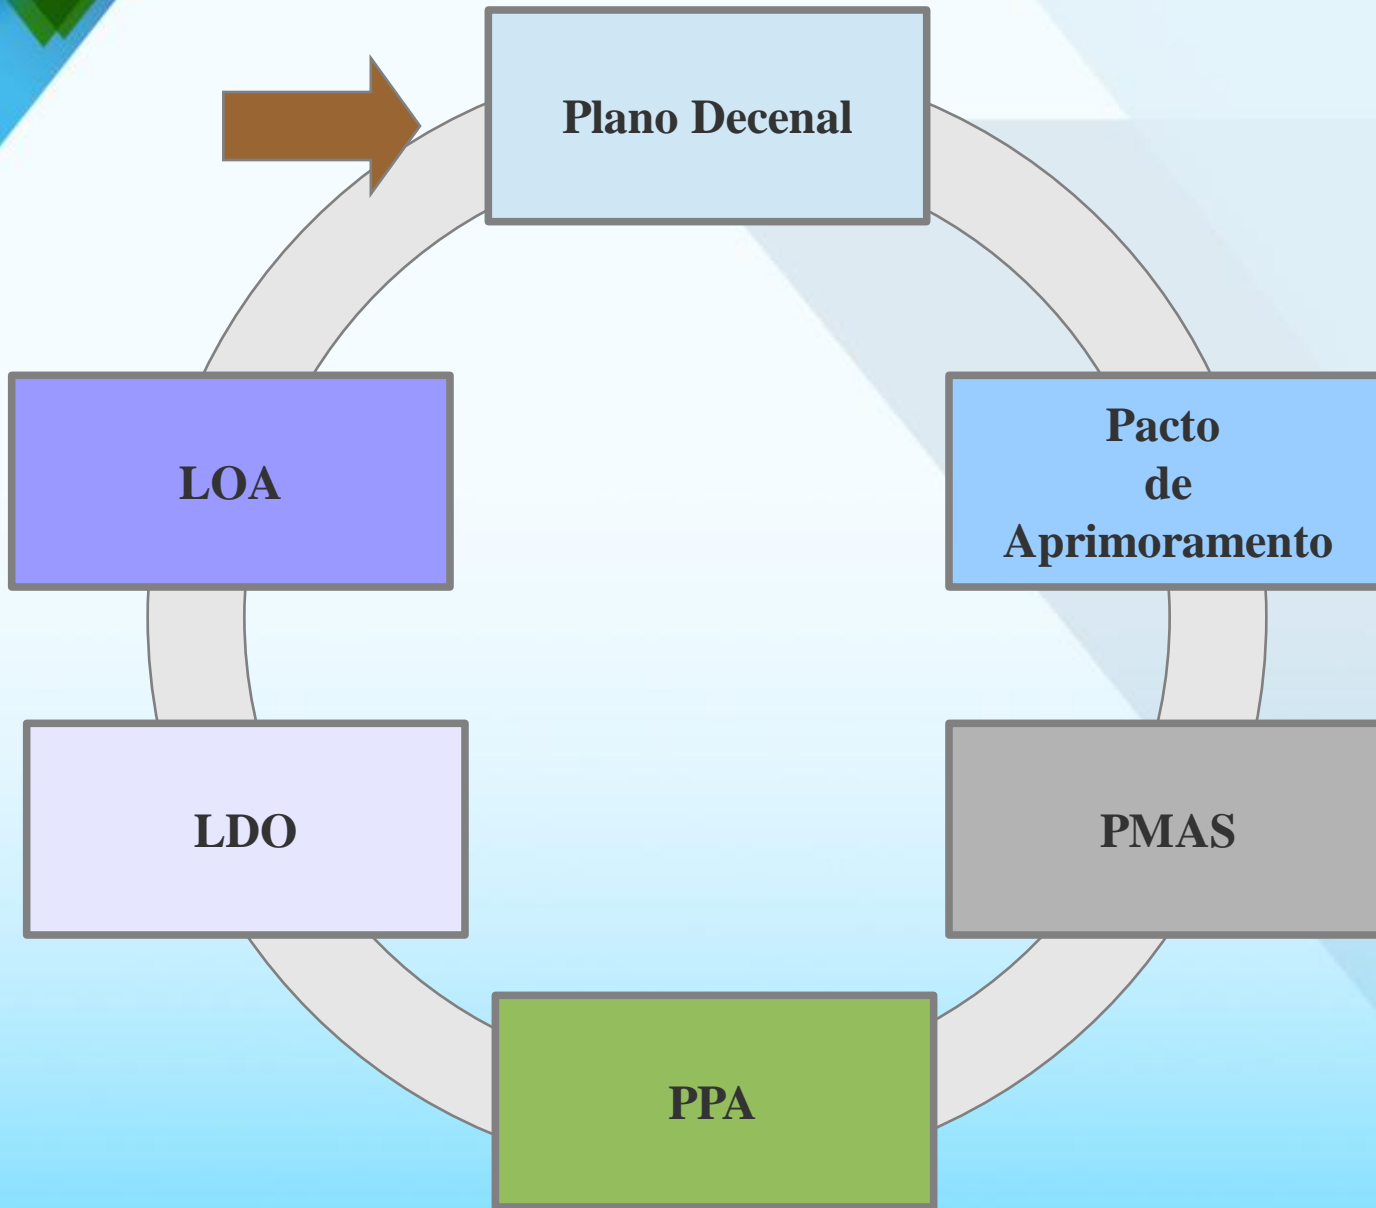 Plano Decenal
LOA
Pacto
de
Aprimoramento
LDO
PMAS
PPA